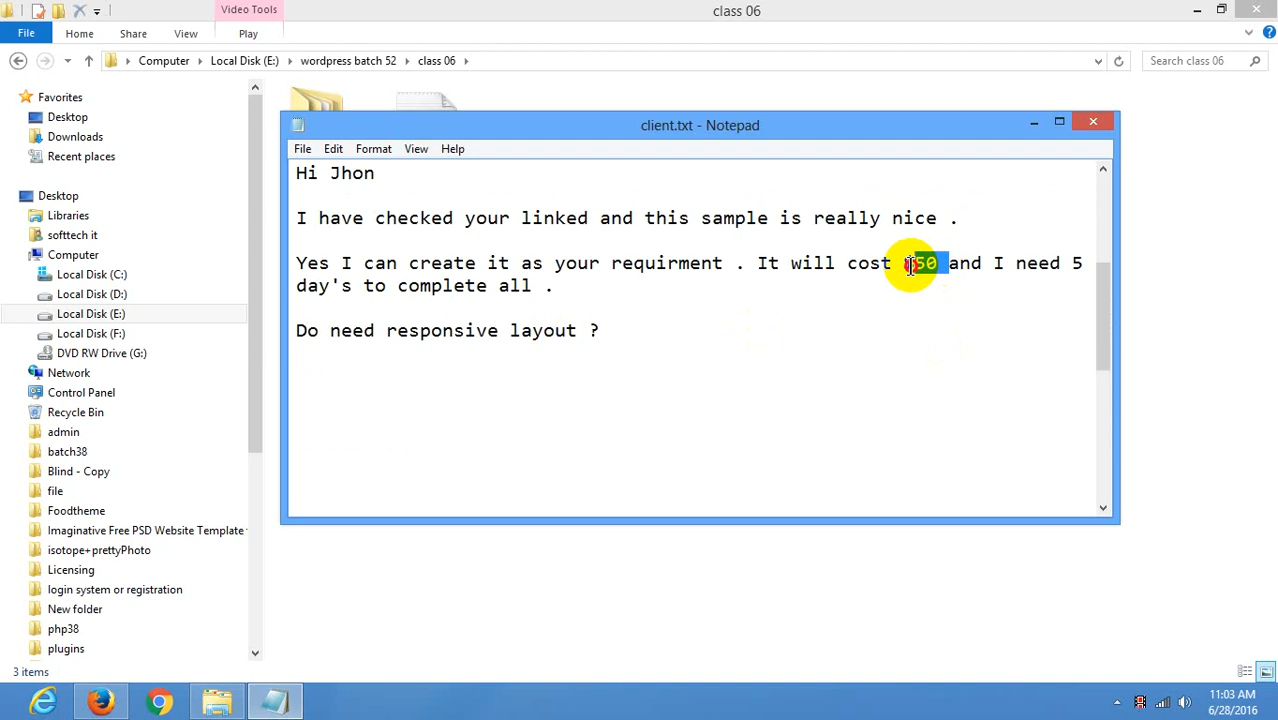 Video Tools
class 06
File
Home
Share
View
Play
Computer
Local Disk (E:)
wordpress batch 52
class 06
Search class 06
Favorites
Desktop
Downloads
Recent places
Desktop
Libraries
softtech it
Computer
Local Disk (C:)
Local Disk (D:)
Local Disk (E:)
Local Disk (F:)
DVD RW Drive (G:)
Network
Control Panel
Recycle Bin
admin
batch38
Blind - Copy
file
Foodtheme
Imaginative Free PSD Website Template
isotope+prettyPhoto
Licensing
login system or registration
New folder
php38
plugins
3 items
client.txt - Notepad
File Edit Format View Help
Hi Jhon
I have checked your linked and this sample is really nice .
Yes I can create it as your requirment . It will cost 50 and I need 5
day's to complete all .
Do need responsive layout ?
11:03 AM
6/28/2016